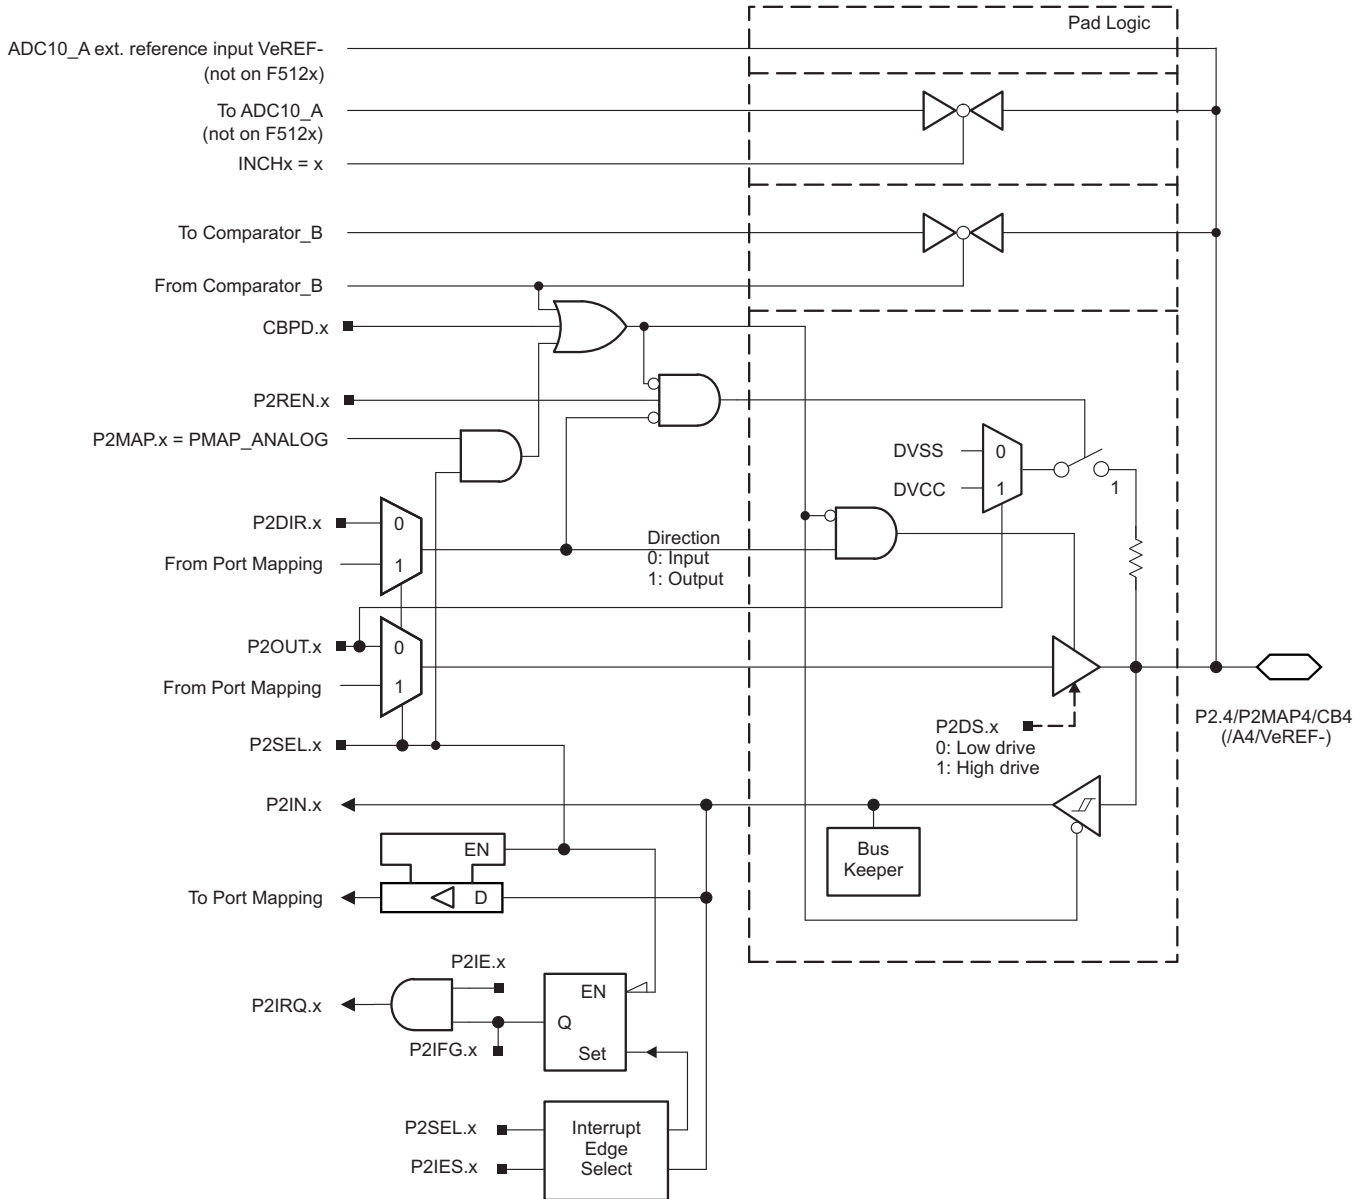 Pad Logic
ADC10_A ext. reference input VeREF-
(not on F512x)
To ADC10_A
(not on F512x)
INCHx = x
To Comparator_B
From Comparator_B
CBPD.x
P2REN.x
P2MAP.x = PMAP_ANALOG
DVSS
0
DVCC
1
1
P2DIR.x
0
From Port Mapping
1
Direction
0: Input
1: Output
P2OUT.x
0
From Port Mapping
1
P2SEL.x
P2DS.x
0: Low drive
1: High drive
P2.4/P2MAP4/CB4
(/A4/VeREF-)
P2IN.x
Bus
Keeper
EN
To Port Mapping
D
P2IE.x
P2IRQ.x
EN
Q
P2IFG.x
Set
P2SEL.x
P2IES.x
Interrupt
Edge
Select